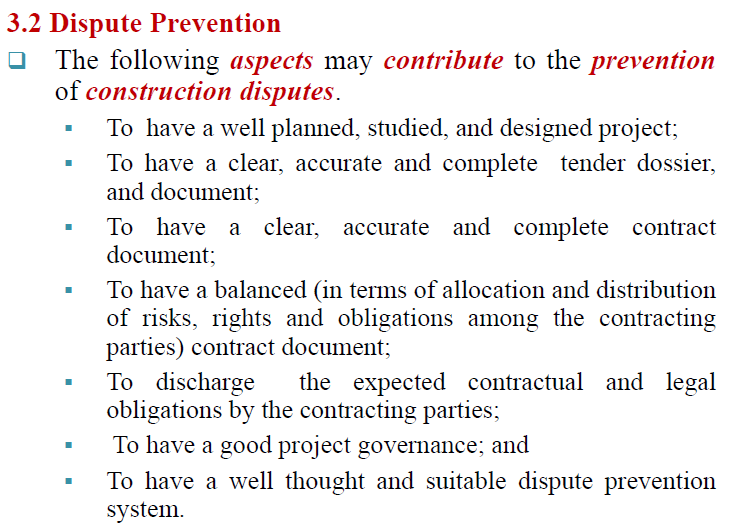 3.2 Dispute Prevention
The following aspects may contribute to the prevention
of construction disputes.
To have a well planned, studied, and designed project;
To have a clear, accurate and complete tender dossier,
and document;
To have a clear, accurate and complete contract
document;
To have a balanced (in terms of allocation and distribution
of risks, rights and obligations among the contracting
parties) contract document;
To discharge the expected contractual and legal
obligations by the contracting parties;
To have a good project governance; and
To have a well thought and suitable dispute prevention
system.